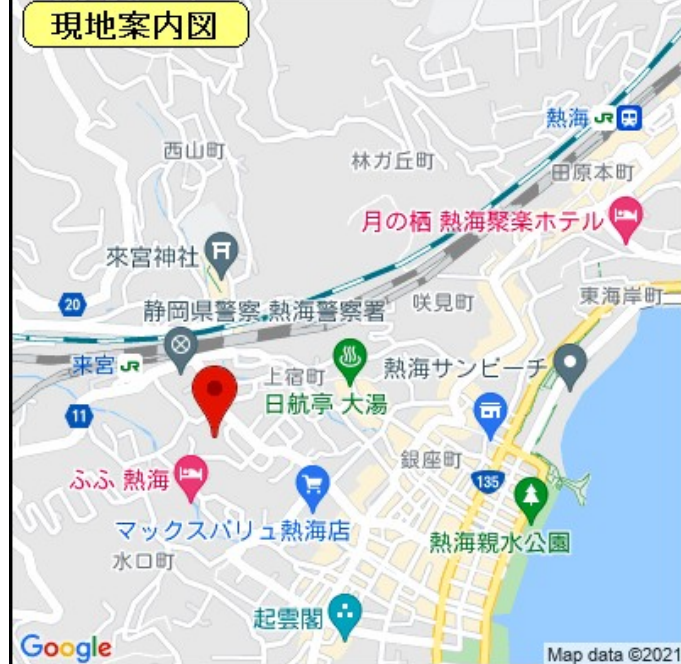 現地案内図
熱海 JR
西山町
林ガ丘町
田原本町
月の栖 熱海聚楽ホテル
來宮神社
20
咲見町
東海岸町
静岡県警察 熱海警察署
来宮 JR
上宿町
熱海サンビーチ
11
日航亭 大湯
銀座町
135
ふふ 熱海
マックスバリュ熱海店
熱海親水公園
水口町
起雲閣
Google
Map data ©2021